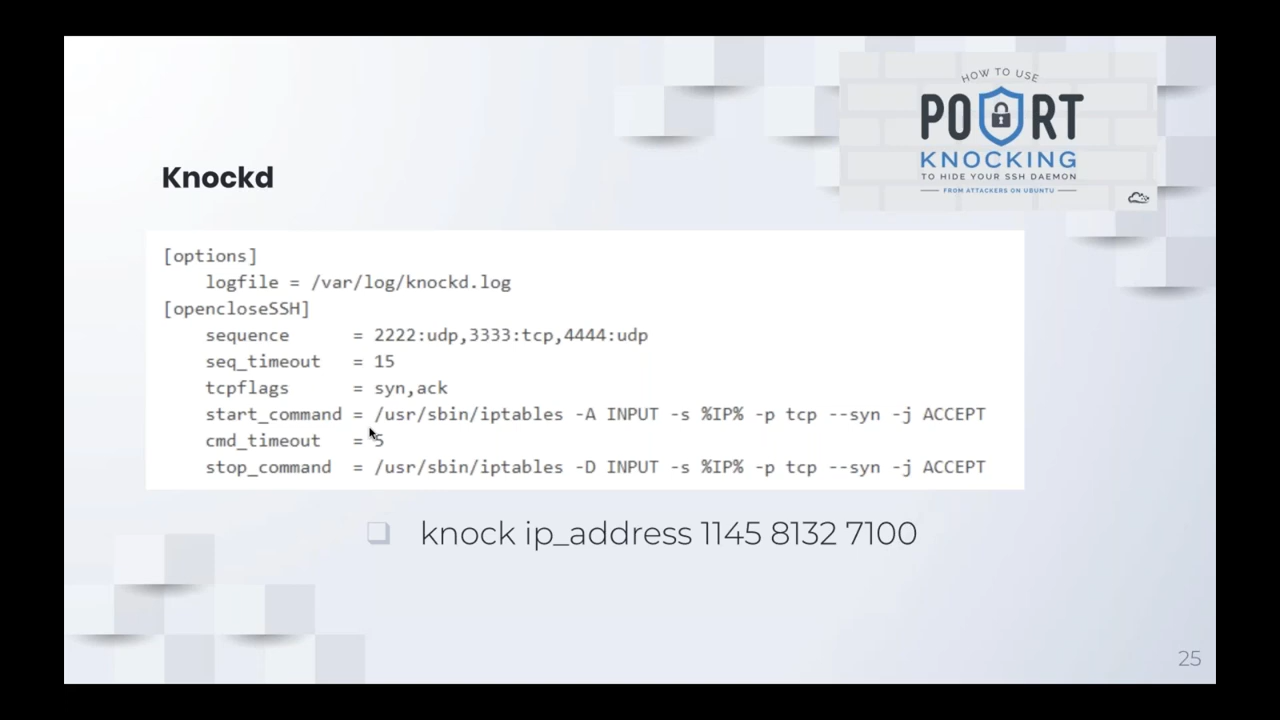 HOW TO USE
PO RT
KNOCKING
TO HIDE YOUR SSH DAEMON
FROM ATTACKERS ON UBUNTU
Knockd
[options]
logfile = /var/log/knockd.log
[opencloseSSH]
sequence = 2222:udp,3333:tcp,4444:udp
seq_timeout = 15
tcpflags = syn,ack
start_command = /usr/sbin/iptables -A INPUT -s %IP% -p tcp --syn -j ACCEPT
cmd_timeout = 5
stop_command = /usr/sbin/iptables -D INPUT -s %IP% -p tcp --syn -j ACCEPT
knock ip_address 1145 8132 7100
25